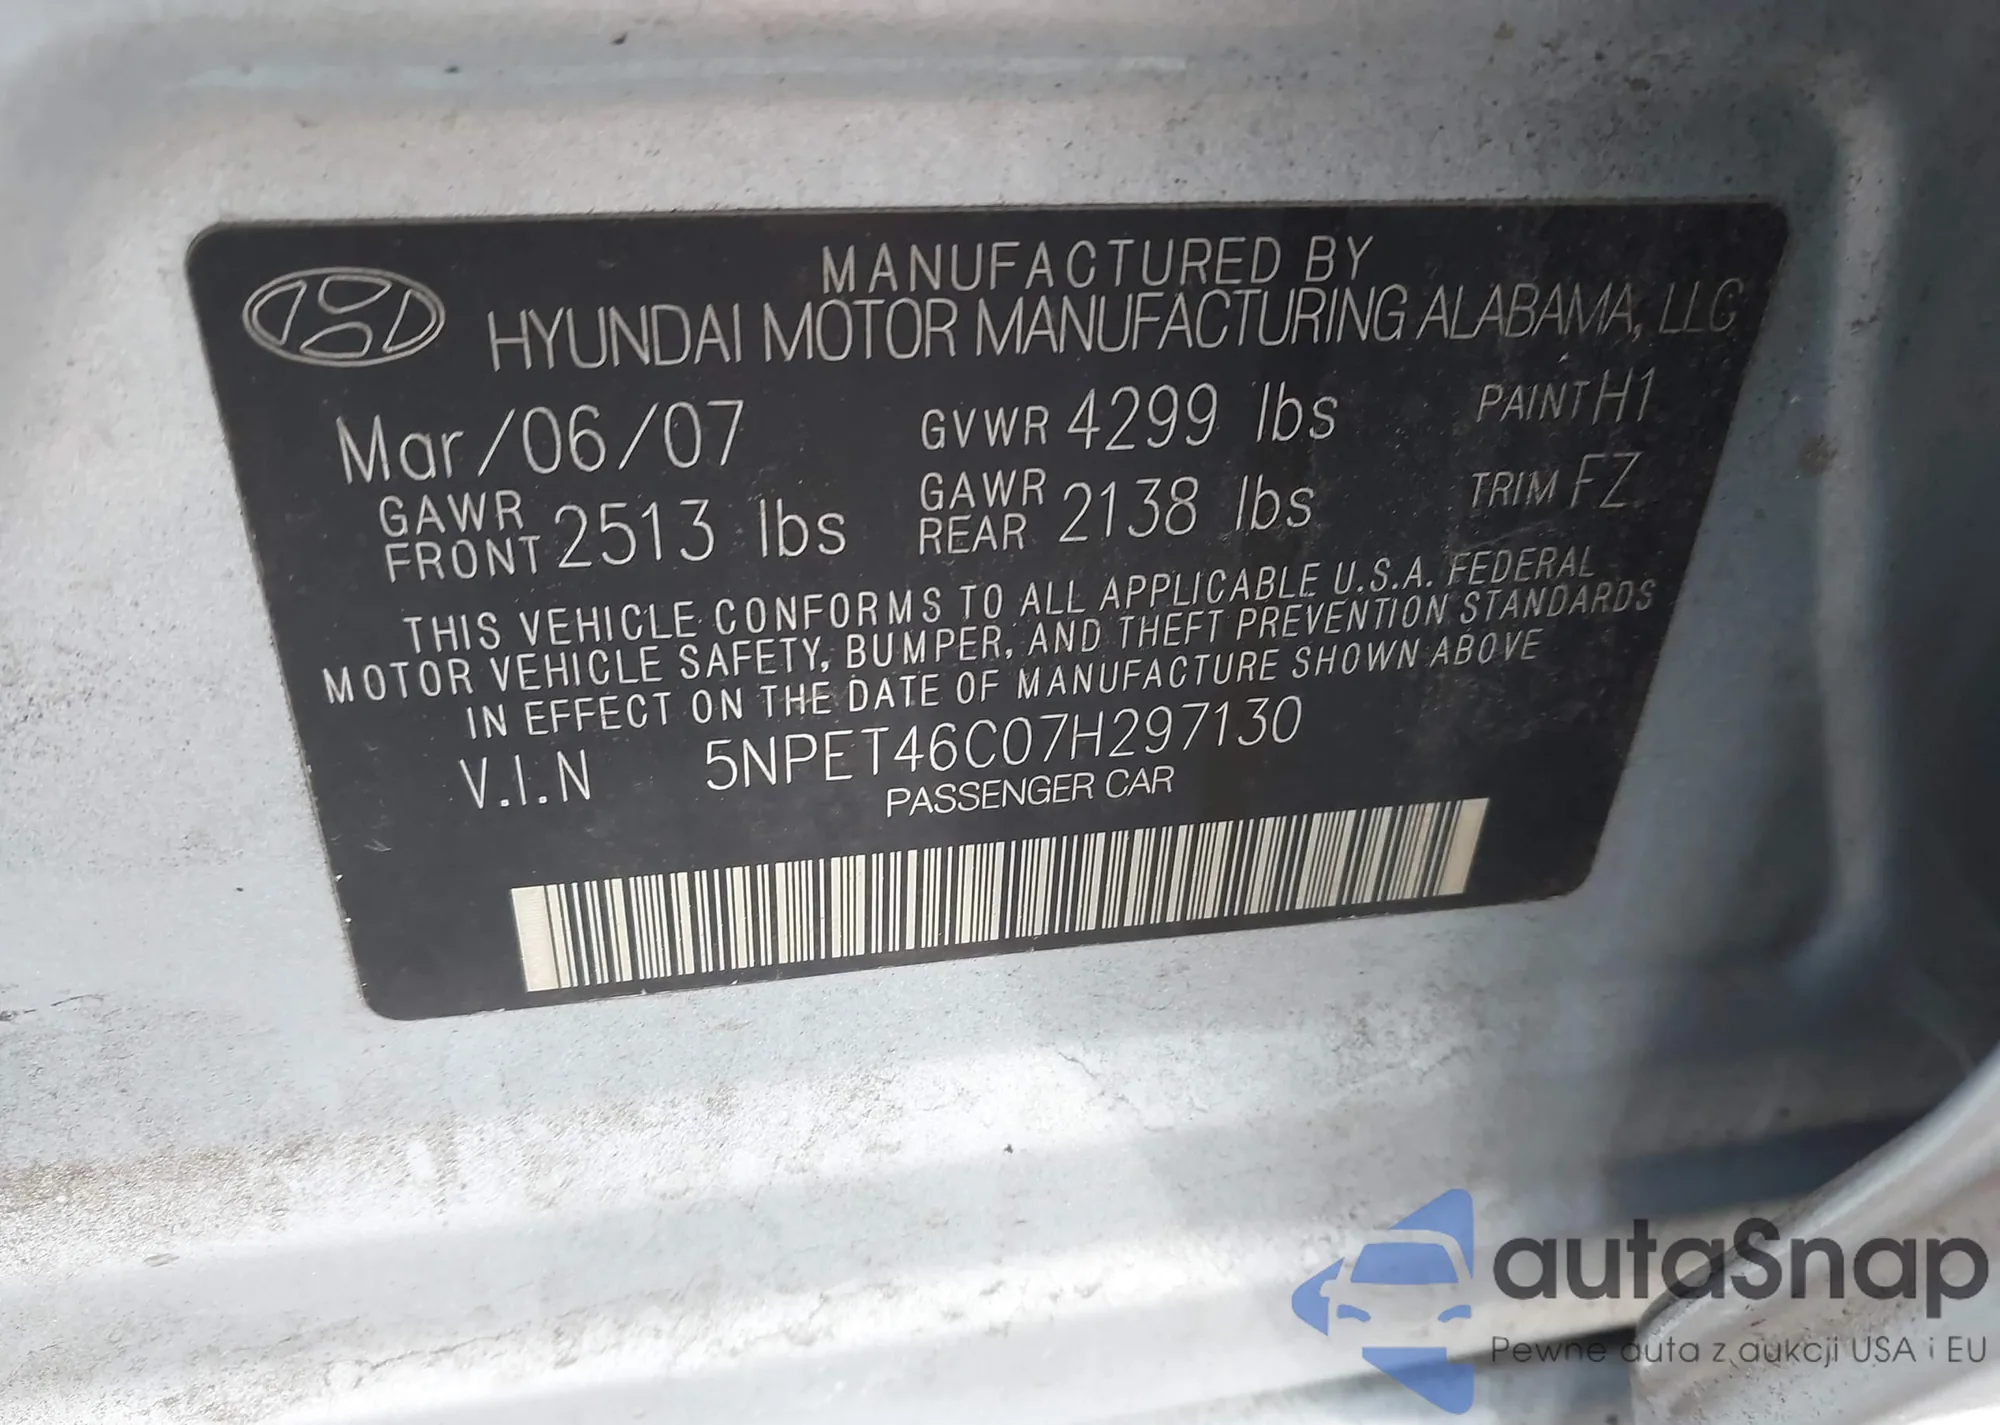 MANUFACTURED BY
HYUNDAI MOTOR MANUFACTURING ALABAMA, LLC
Mar/06/07 GVWR 4299 lbs PAINT H1
GAWR FRONT 2513 lbs GAWR REAR 2138 lbs TRIM FZ
THIS VEHICLE CONFORMS TO ALL APPLICABLE U.S.A. FEDERAL
MOTOR VEHICLE SAFETY, BUMPER, AND THEFT PREVENTION STANDARDS
IN EFFECT ON THE DATE OF MANUFACTURE SHOWN ABOVE
V.I.N 5NPET46C07H297130
PASSENGER CAR
autaSnap
Pewne auta z aukcji USA i EU